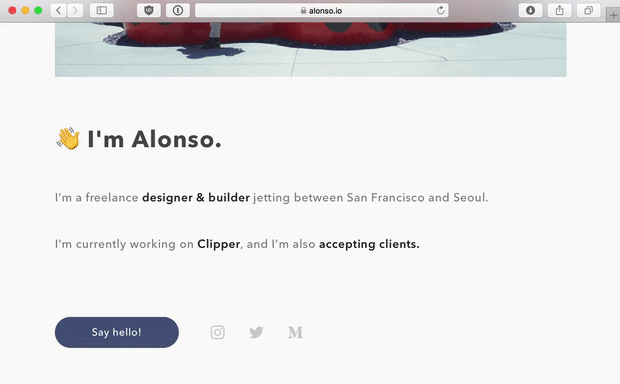 alonso.io
👋 I'm Alonso.
I’m a freelance designer & builder jetting between San Francisco and Seoul.
I'm currently working on Clipper, and I’m also accepting clients.
Say hello!